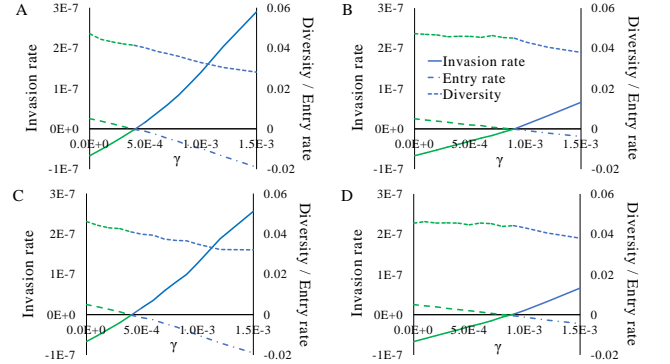 A
3E-7
2E-7
1E-7
0E+0
-1E-7
Invasion rate
0.0E+0
5.0E-4
1.0E-3
1.5E-3
γ
0.06
0.04
0.02
0
-0.02
Diversity / Entry rate
B
3E-7
2E-7
1E-7
0E+0
-1E-7
Invasion rate
Invasion rate
Entry rate
Diversity
0.0E+0
5.0E-4
1.0E-3
1.5E-3
γ
0.06
0.04
0.02
0
-0.02
Diversity / Entry rate
C
3E-7
2E-7
1E-7
0E+0
-1E-7
Invasion rate
0.0E+0
5.0E-4
1.0E-3
1.5E-3
γ
0.06
0.04
0.02
0
-0.02
Diversity / Entry rate
D
3E-7
2E-7
1E-7
0E+0
-1E-7
Invasion rate
0.0E+0
5.0E-4
1.0E-3
1.5E-3
γ
0.06
0.04
0.02
0
-0.02
Diversity / Entry rate